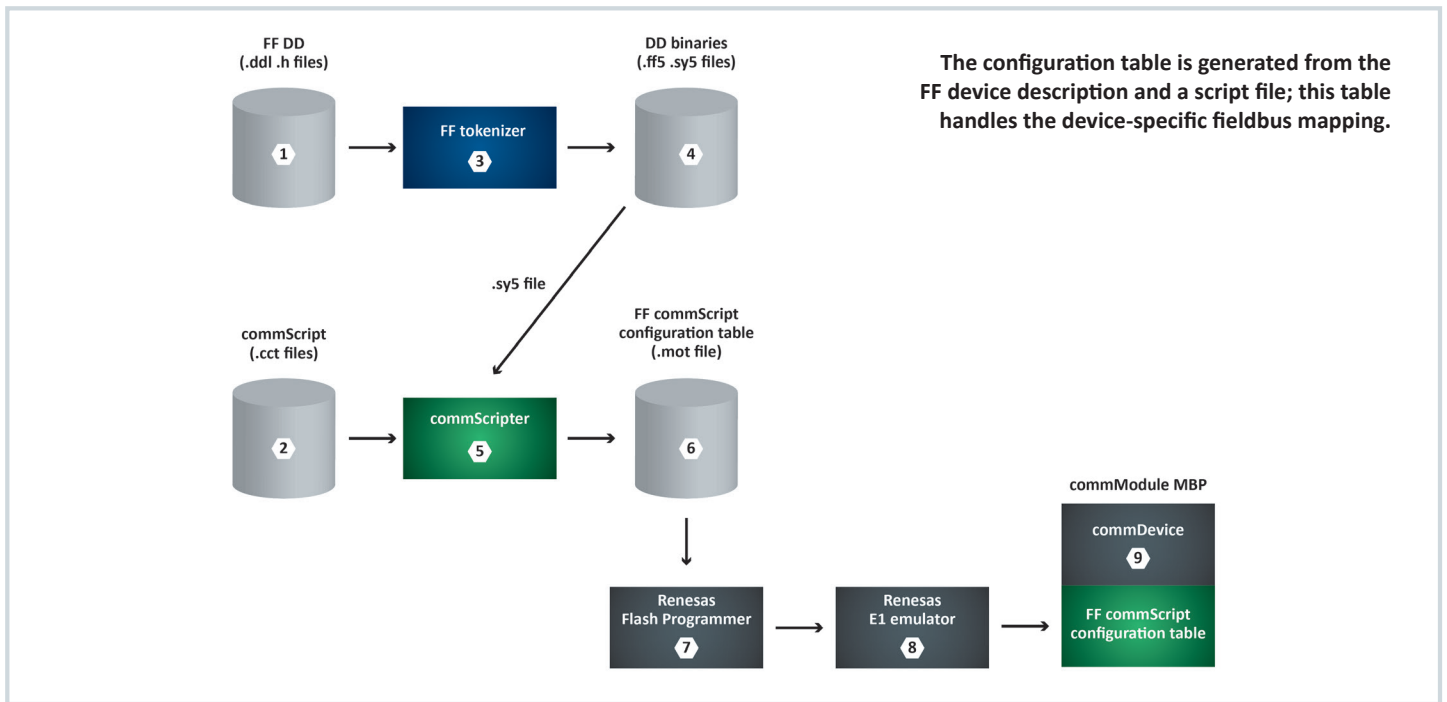 FF DD
(.ddl .h files)
DD binaries
(.ff5 .sy5 files)
The configuration table is generated from the
FF device description and a script file; this table
handles the device-specific fieldbus mapping.
1
FF tokenizer
3
4
.sy5 file
commScript
(.cct files)
FF commScript
configuration table
(.mot file)
2
commScripter
5
6
commModule MBP
commDevice
9
FF commScript
configuration table
Renesas
Flash Programmer
7
Renesas
E1 emulator
8